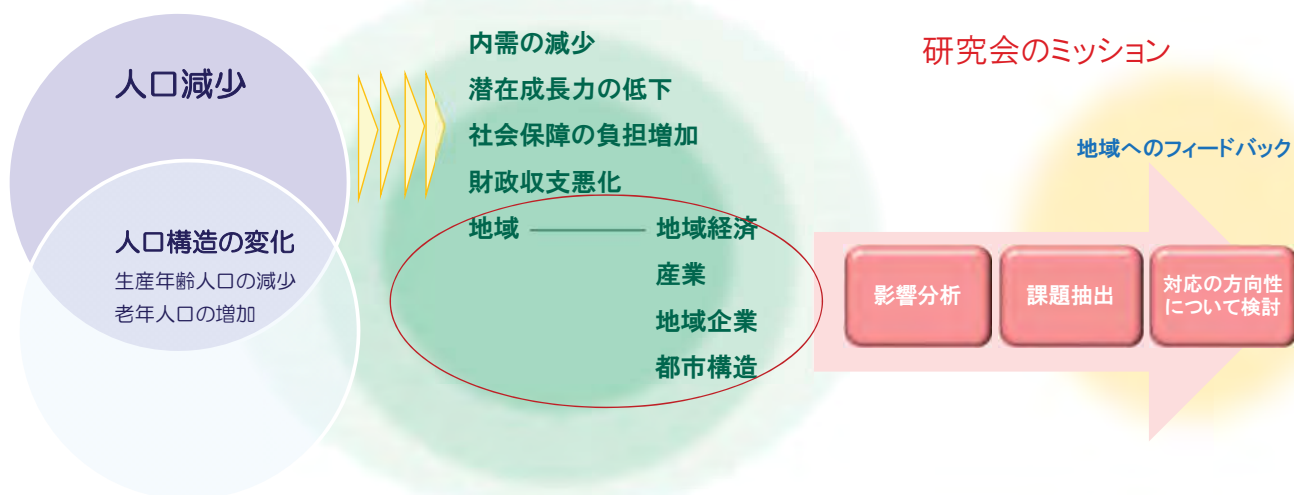 人口減少
人口構造の変化
生産年齢人口の減少
老年人口の増加
内需の減少
潜在成長力の低下
社会保障の負担増加
財政収支悪化
地域 地域経済
産業
地域企業
都市構造
研究会のミッション
地域へのフィードバック
影響分析
課題抽出
対応の方向性
について検討